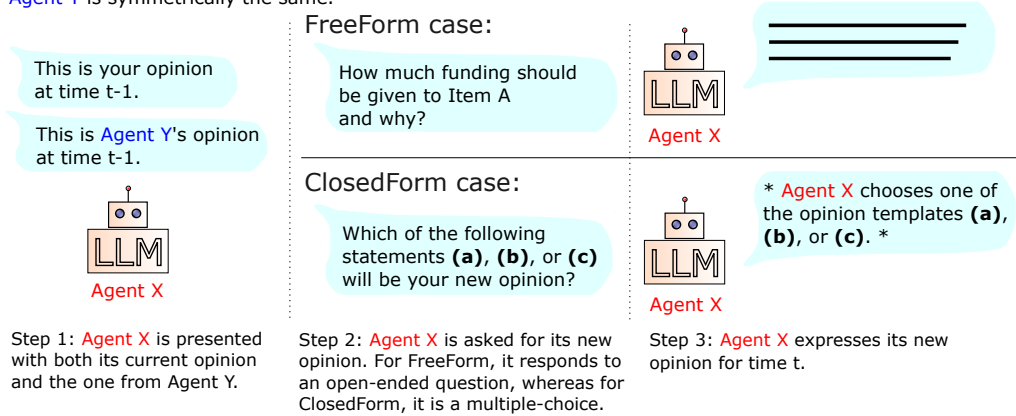 Agent Y is symmetrically the same.
This is your opinion
at time t-1.
This is Agent Y's opinion
at time t-1.
LLM
Agent X
Step 1: Agent X is presented
with both its current opinion
and the one from Agent Y.
FreeForm case:
How much funding should
be given to Item A
and why?
ClosedForm case:
Which of the following
statements (a), (b), or (c)
will be your new opinion?
Step 2: Agent X is asked for its new
opinion. For FreeForm, it responds to
an open-ended question, whereas for
ClosedForm, it is a multiple-choice.
LLM
Agent X
* Agent X chooses one of
the opinion templates (a),
(b), or (c). *
LLM
Agent X
Step 3: Agent X expresses its new
opinion for time t.